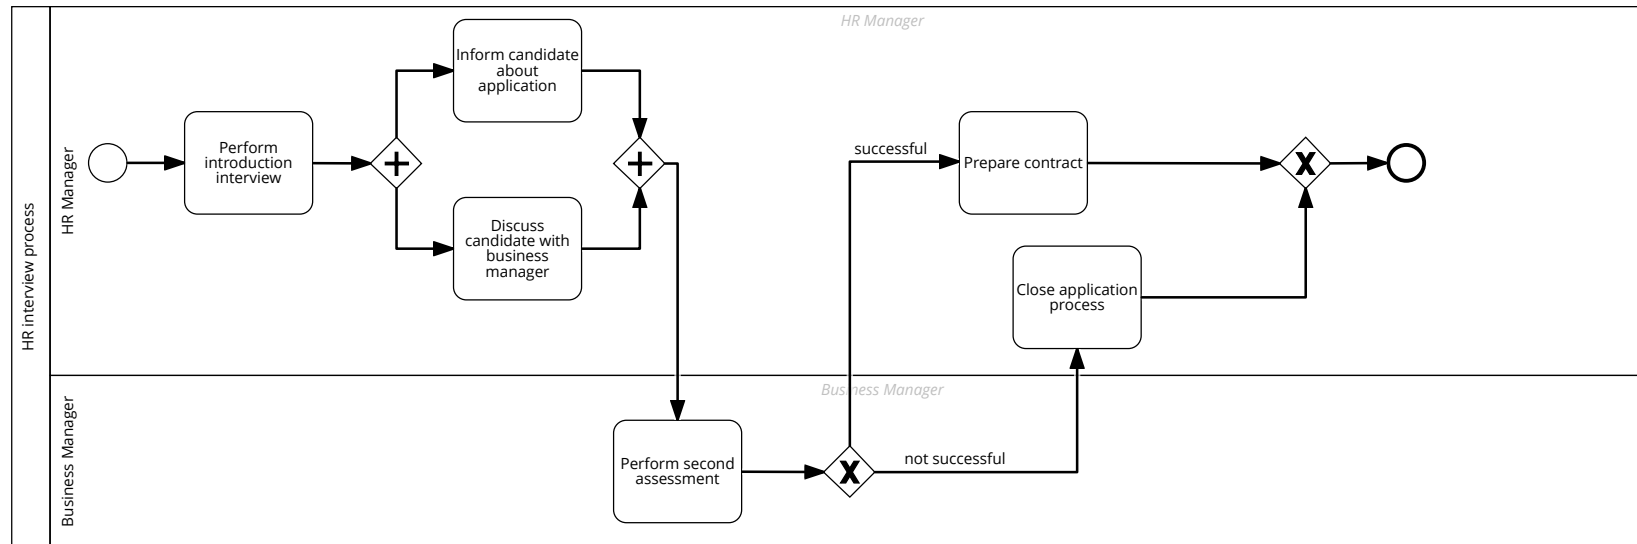 HR interview process
HR Manager
HR Manager
Perform
introduction
interview
Inform candidate
about
application
Discuss
candidate with
business
manager
successful
Prepare contract
Close application
process
Business Manager
Business Manager
Perform second
assessment
not successful